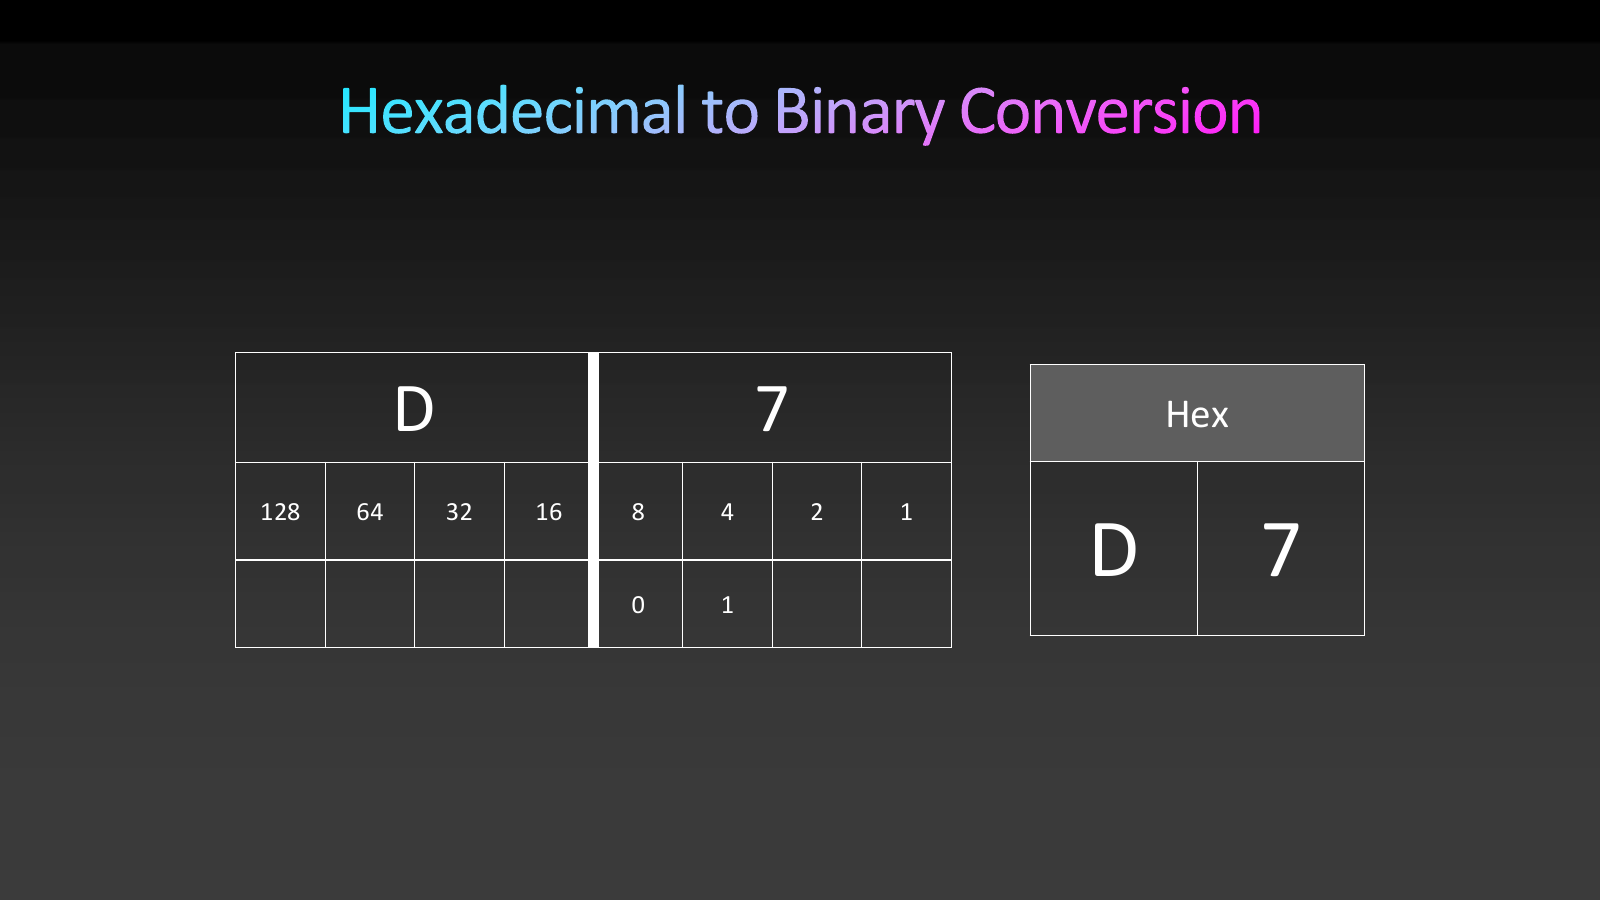 Hexadecimal to Binary Conversion
D 7
128 64 32 16 8 4 2 1
0 1
Hex
D 7